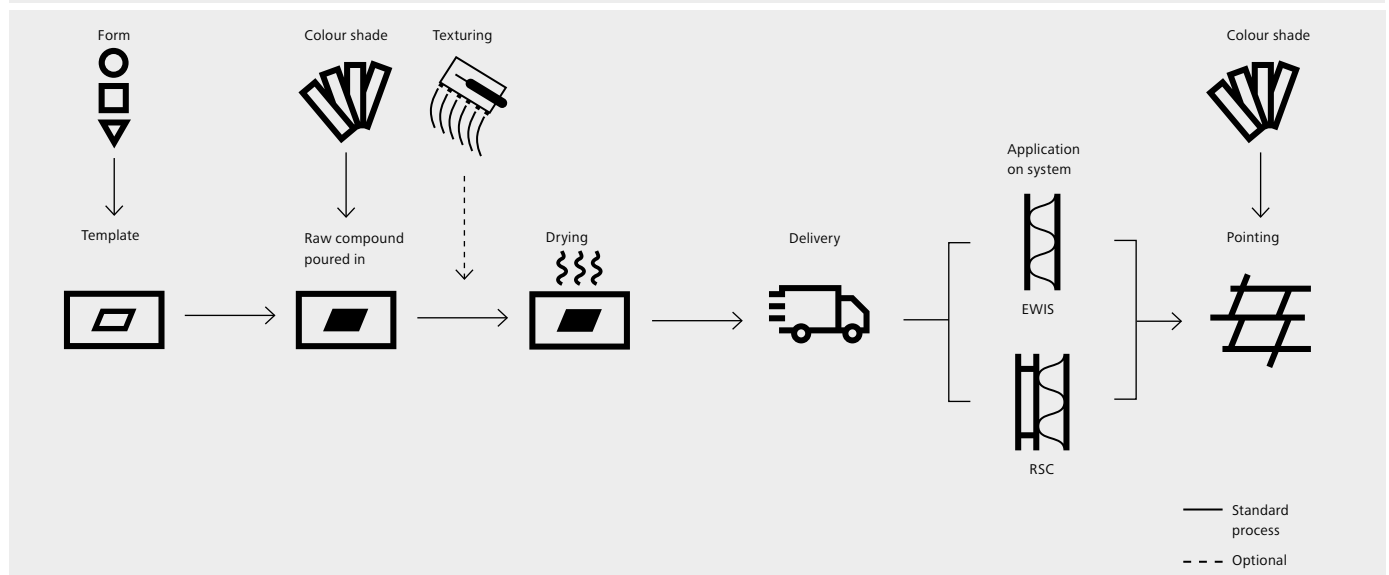 Form
Colour shade
Texturing
Colour shade
Application
on system
Template
Raw compound
poured in
Drying
Delivery
Pointing
EWIS
RSC
Standard
process
Optional